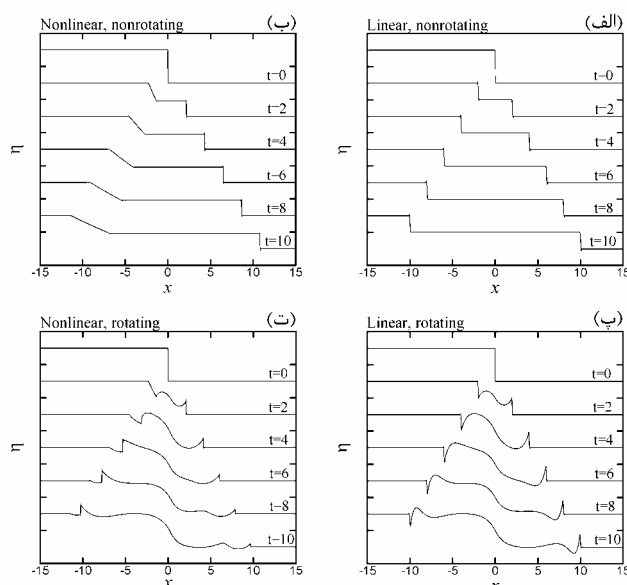 Nonlinear, nonrotating (ب)
t=0
t=2
t=4
t=6
t=8
t=10
η
-15 -10 -5 0 5 10 15
x
Linear, nonrotating (الف)
t=0
t=2
t=4
t=6
t=8
t=10
η
-15 -10 -5 0 5 10 15
x
Nonlinear, rotating (ت)
t=0
t=2
t=4
t=6
t=8
t=10
η
-15 -10 -5 0 5 10 15
x
Linear, rotating (پ)
t=0
t=2
t=4
t=6
t=8
t=10
η
-15 -10 -5 0 5 10 15
x